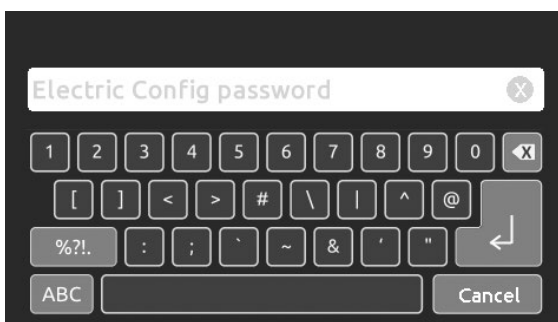 Electric Config password
1 2 3 4 5 6 7 8 9 0
[ ] < > # \ | ^ @
%?!. : ; ` ~ & ' "
ABC Cancel